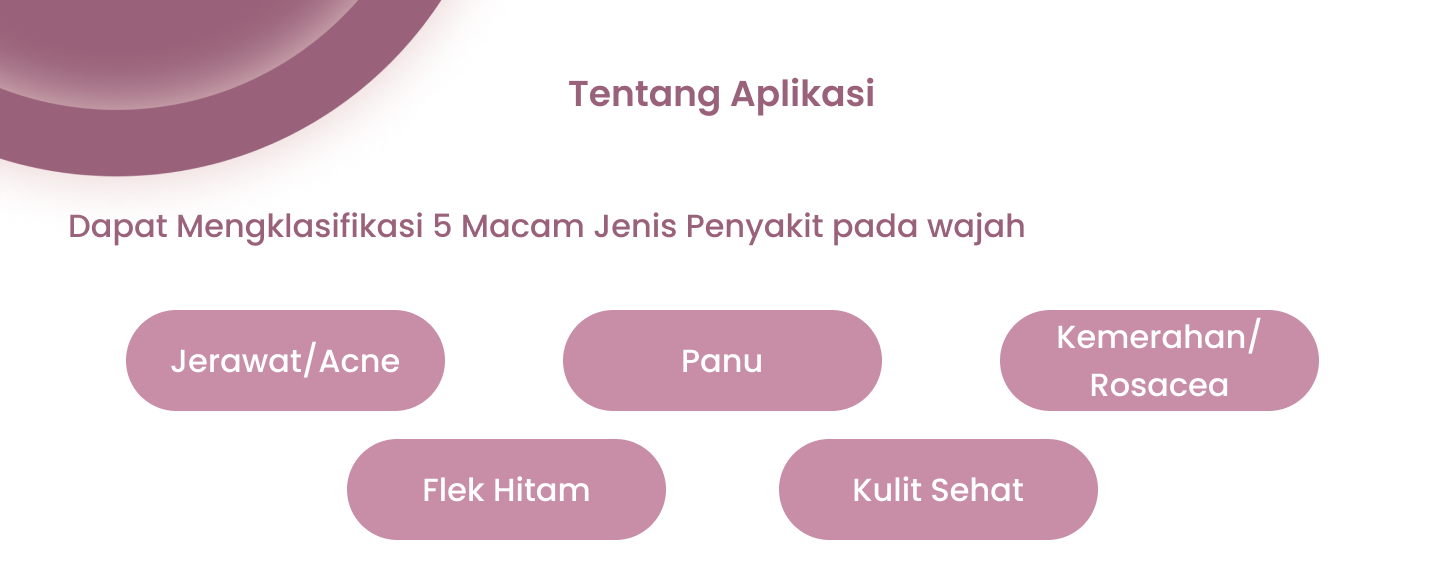 Tentang Aplikasi
Dapat Mengklasifikasi 5 Macam Jenis Penyakit pada wajah
Jerawat/Acne
Panu
Kemerahan/
Rosacea
Flek Hitam
Kulit Sehat